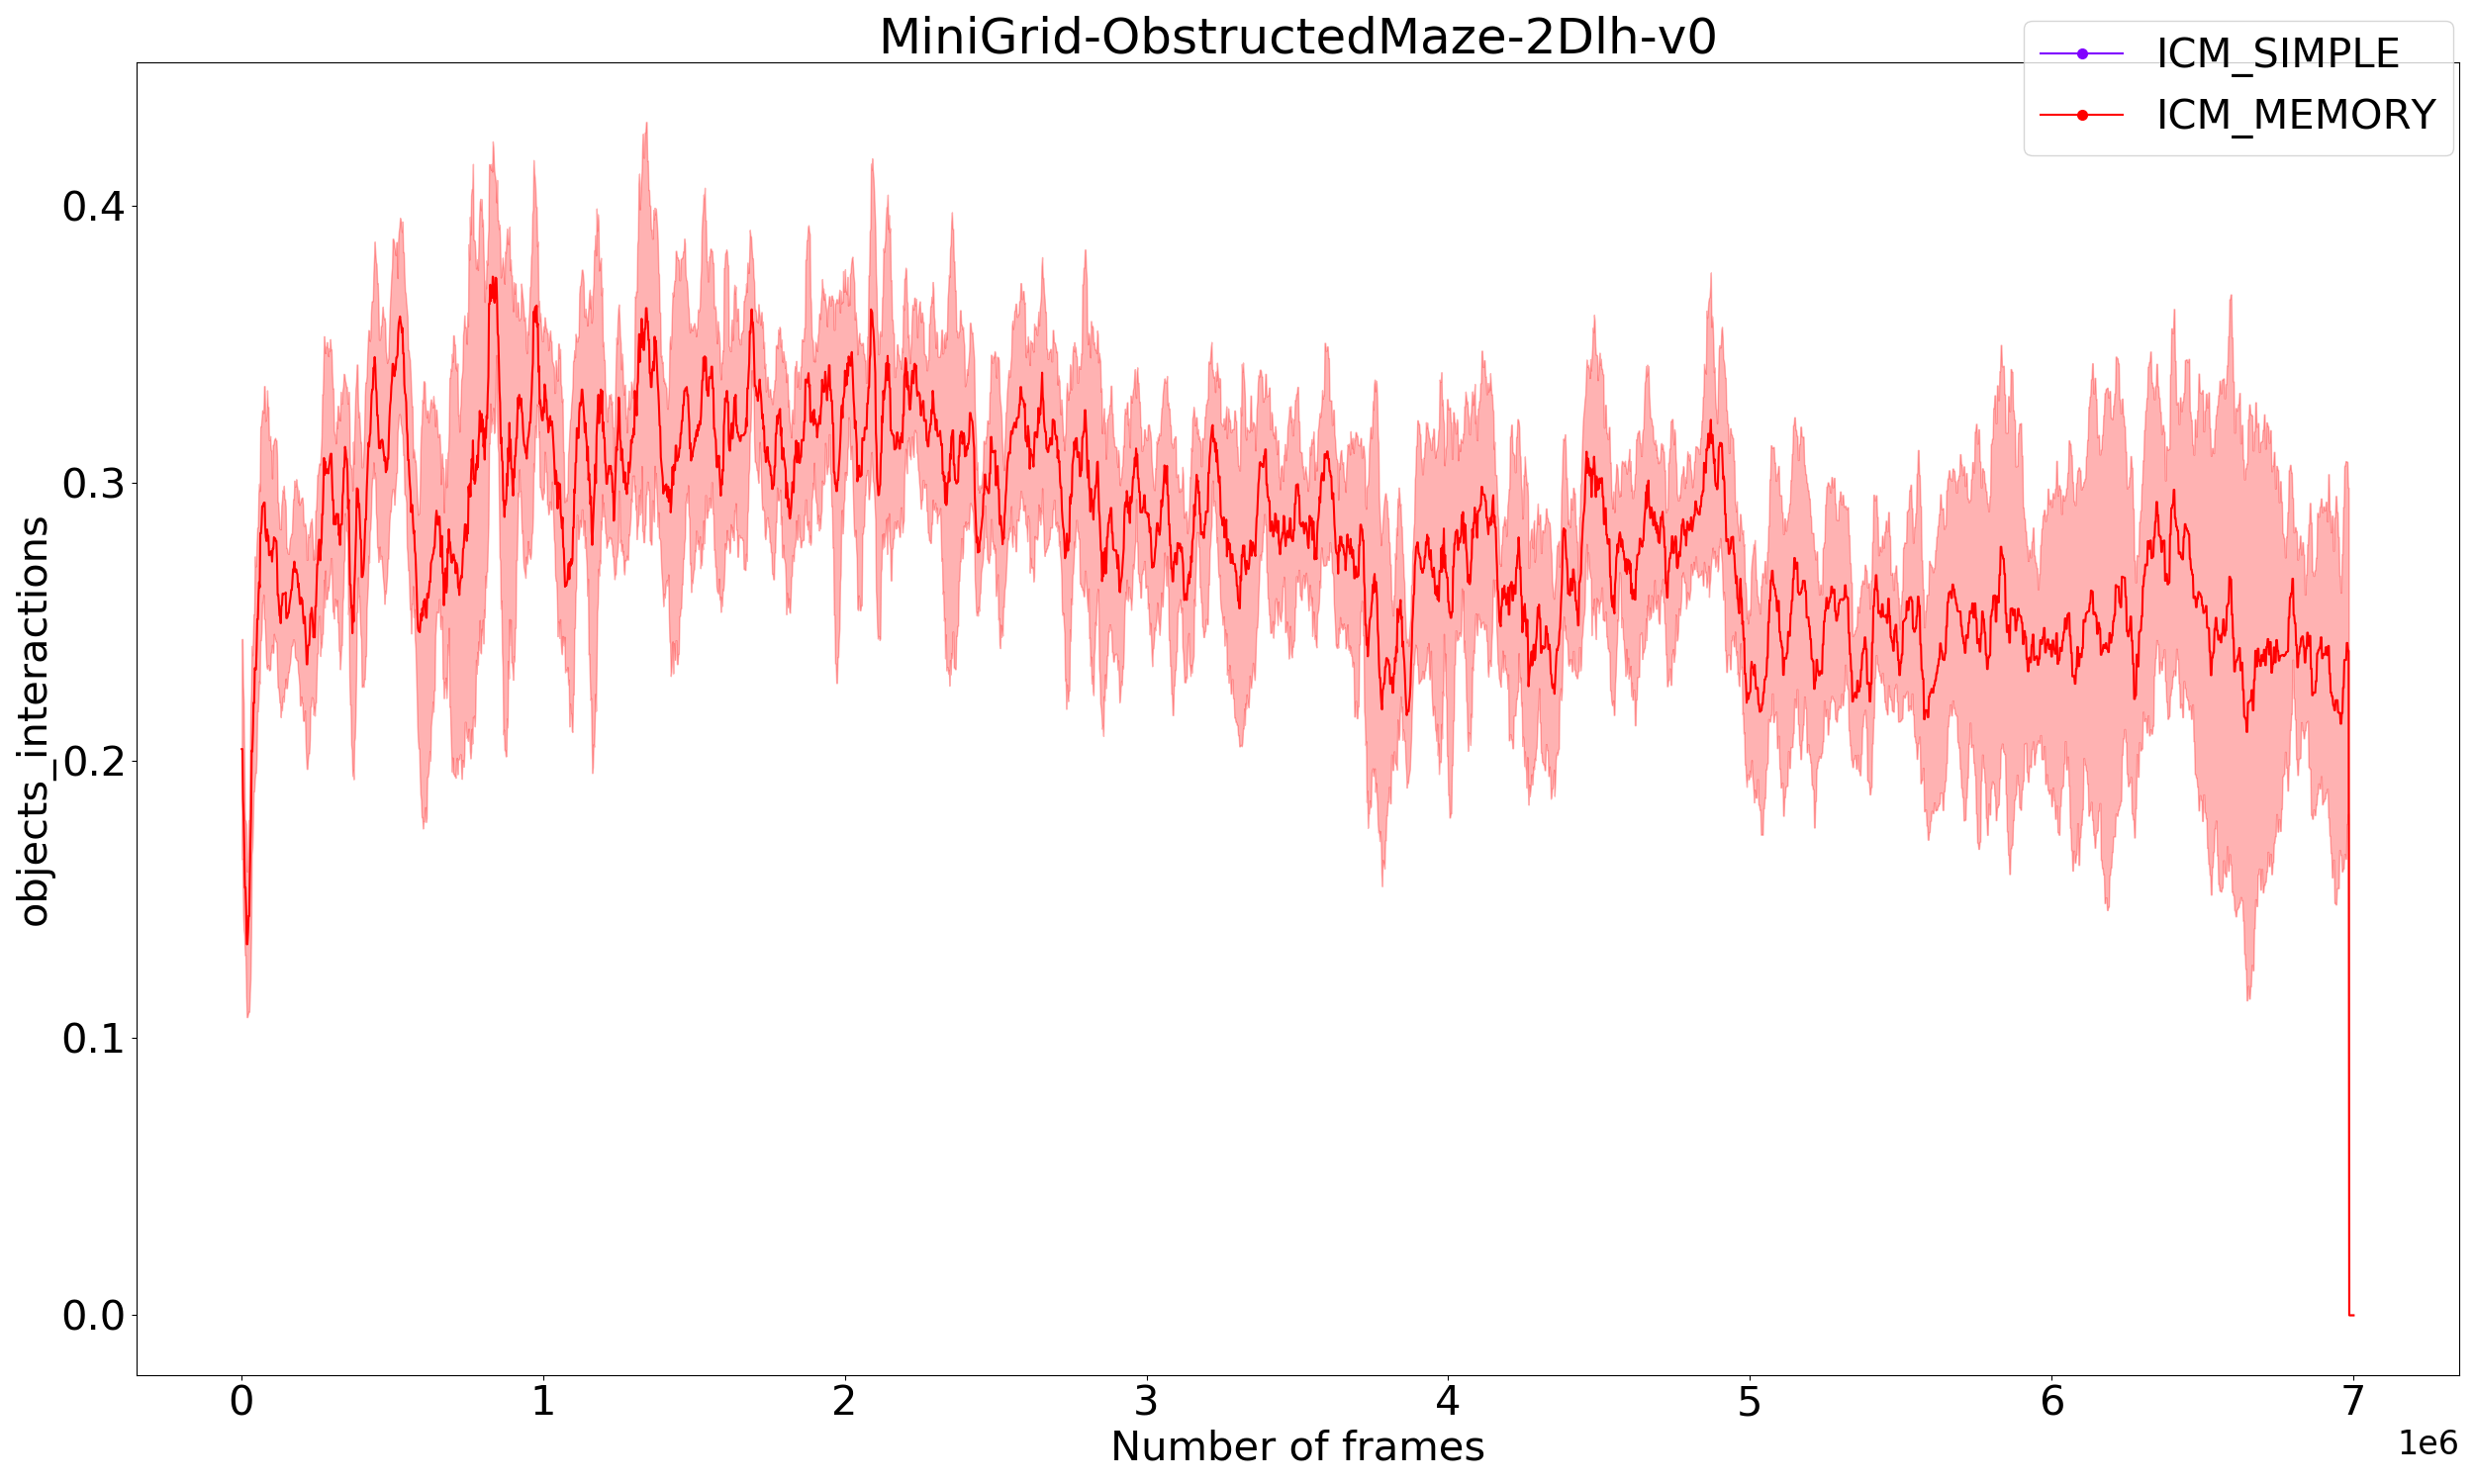 MiniGrid-ObstructedMaze-2Dlh-v0
ICM_SIMPLE
ICM_MEMORY
objects_interactions
0.4
0.3
0.2
0.1
0.0
0 1 2 3 4 5 6 7
1e6
Number of frames